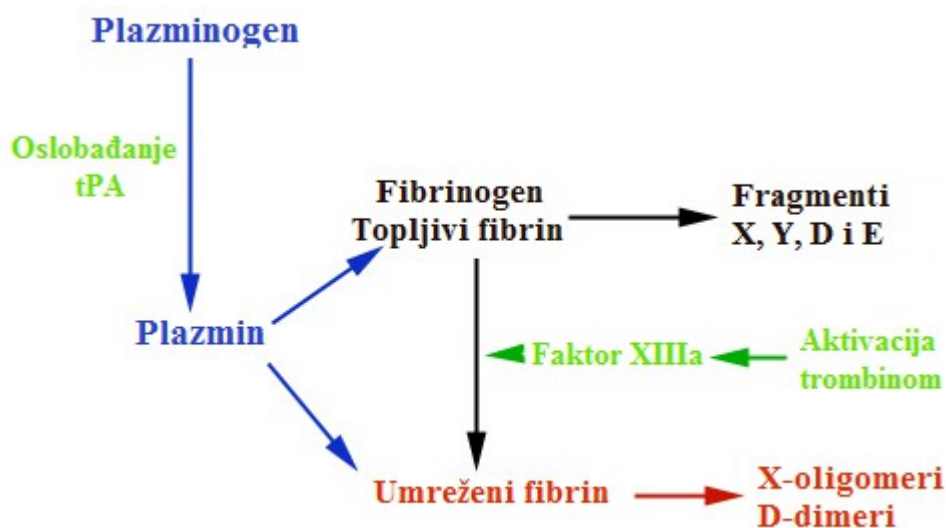 Plazminogen
Oslobađanje
tPA
Fibrinogen
Topljivi fibrin
Fragmenti
X, Y, D i E
Plazmin
Faktor XIIIa
Aktivacija
trombinom
Umreženi fibrin
X-oligomeri
D-dimeri